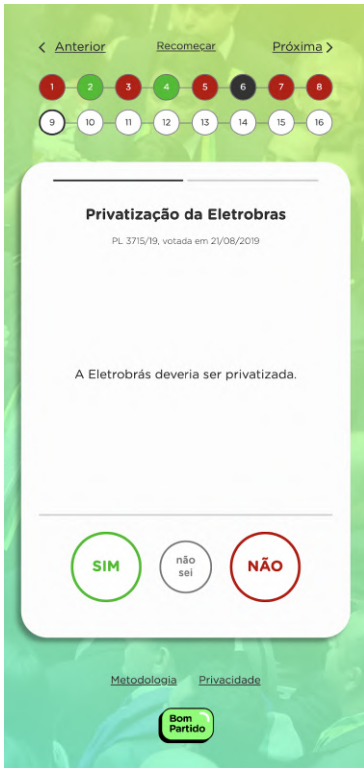 < Anterior Recomeçar Próxima >
1 2 3 4 5 6 7 8
9 10 11 12 13 14 15 16
Privatização da Eletrobras
PL 3715/19, votada em 21/08/2019
A Eletrobrás deveria ser privatizada.
SIM não sei NÃO
Metodologia Privacidade
Bom
Partido